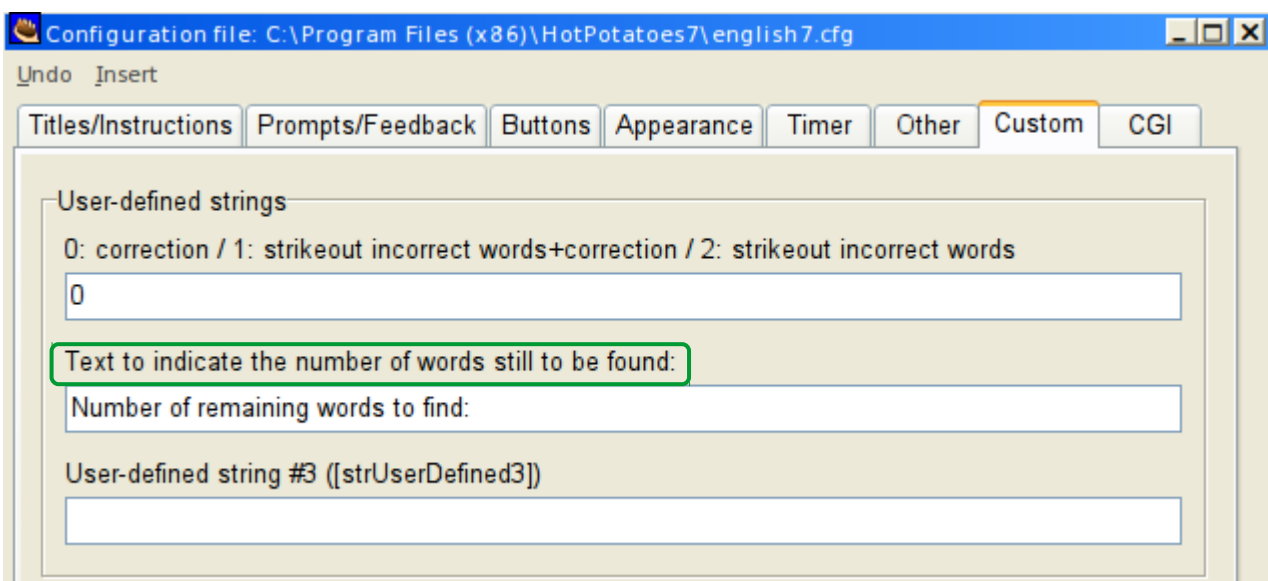 Configuration file: C:\Program Files (x86)\HotPotatoes7\english7.cfg
Undo Insert
Titles/Instructions Prompts/Feedback Buttons Appearance Timer Other Custom CGI
User-defined strings
0: correction / 1: strikeout incorrect words+correction / 2: strikeout incorrect words
0
Text to indicate the number of words still to be found:
Number of remaining words to find:
User-defined string #3 ([strUserDefined3])